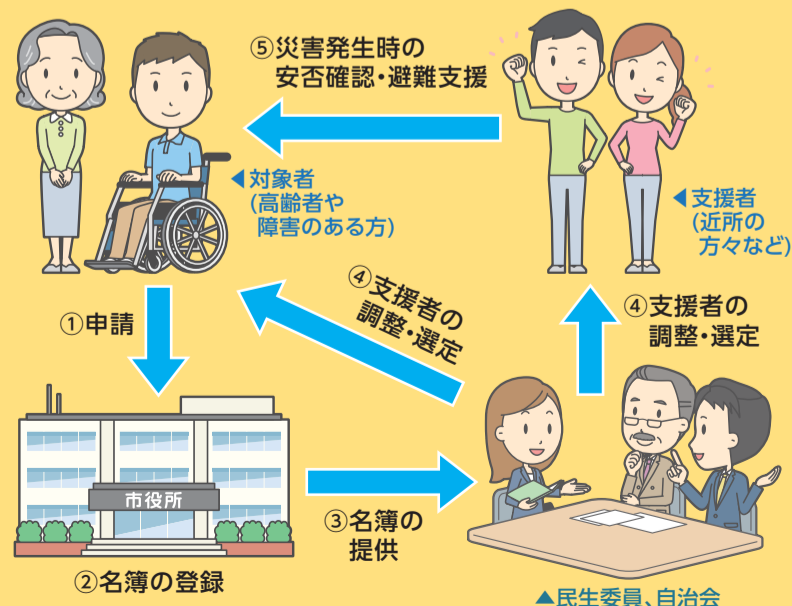 ⑤災害発生時の
安否確認・避難支援
◀対象者
(高齢者や
障害のある方)
◀支援者
(近所の
方々など)
①申請
④支援者の
調整・選定
④支援者の
調整・選定
市役所
②名簿の登録
③名簿の
提供
▲民生委員、自治会